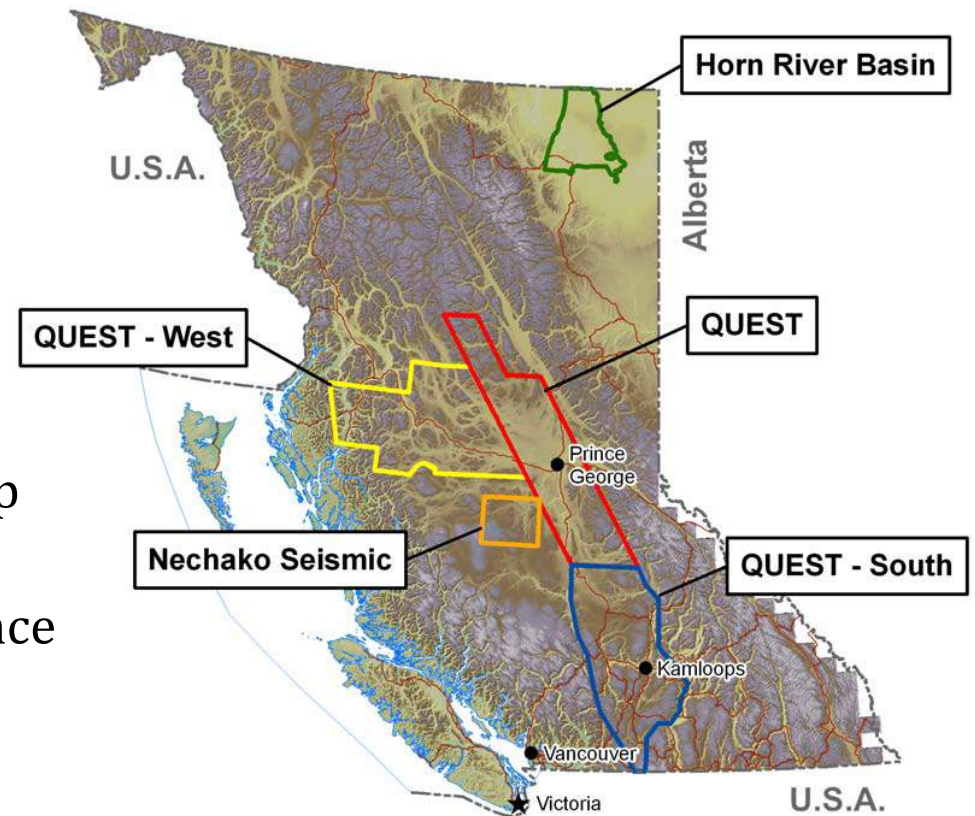 Horn River Basin
U.S.A.
Alberta
QUEST - West
QUEST
Prince
George
Nechako Seismic
QUEST - South
Kamloops
Vancouver
Victoria
U.S.A.